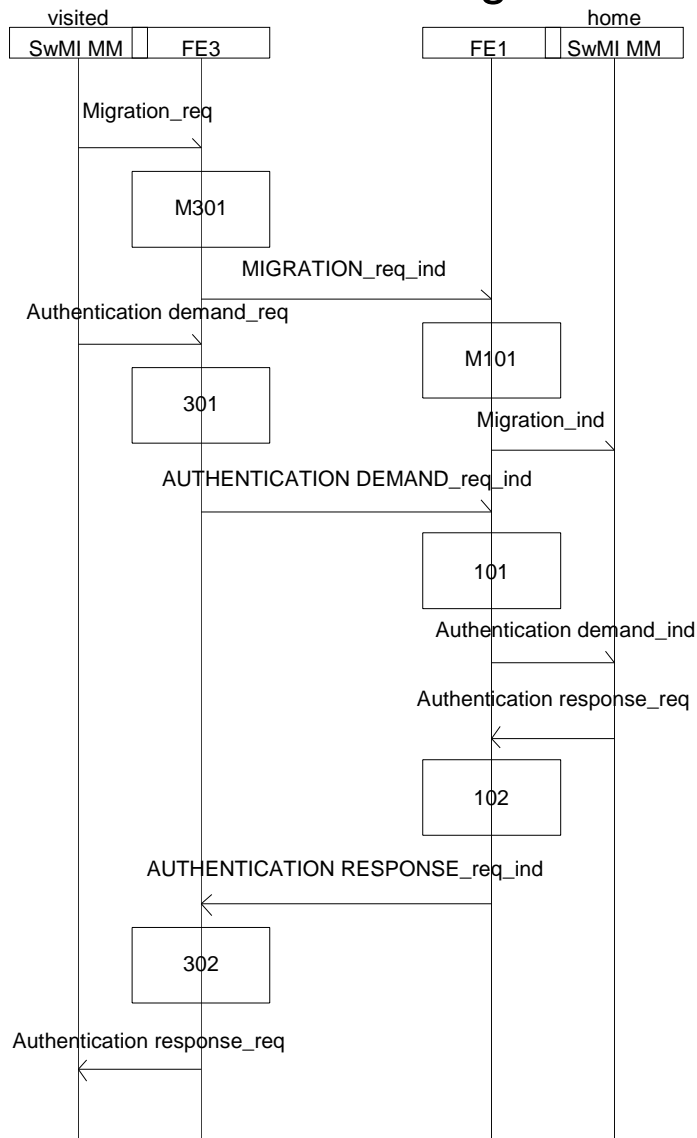 visited
home
SwMI MM
FE3
FE1
SwMI MM
Migration_req
M301
MIGRATION_req_ind
Authentication demand_req
M101
301
Migration_ind
AUTHENTICATION DEMAND_req_ind
101
Authentication demand_ind
Authentication response_req
102
AUTHENTICATION RESPONSE_req_ind
302
Authentication response_req